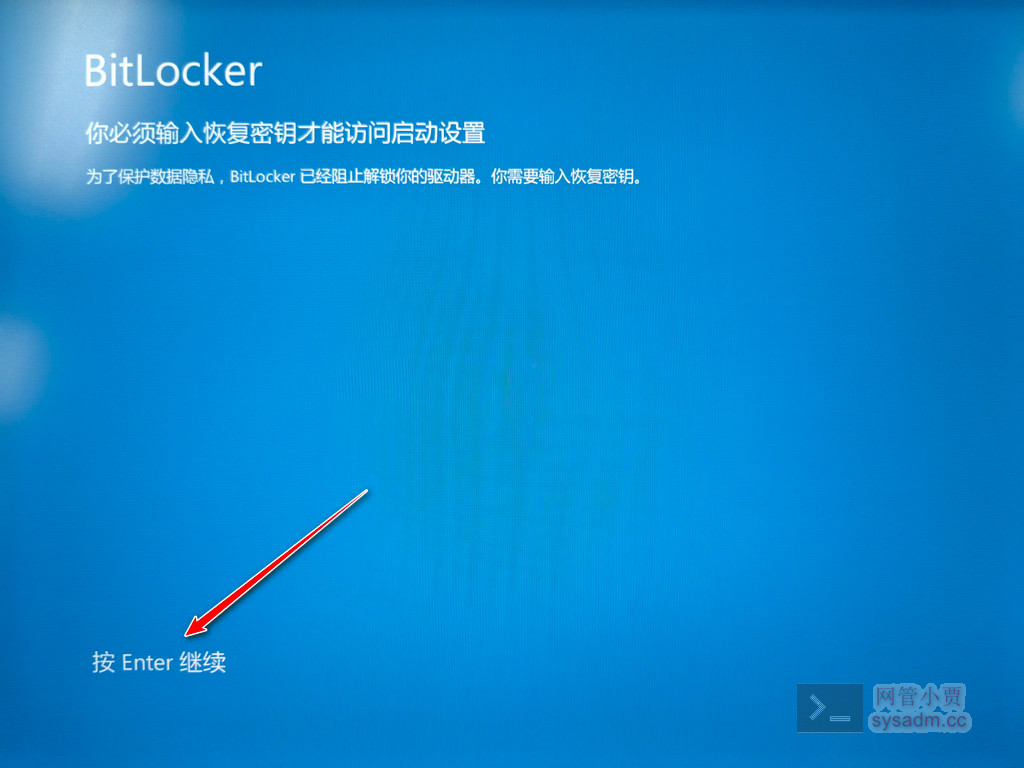 BitLocker
你必须输入恢复密钥才能访问启动设置
为了保护数据隐私，BitLocker 已经阻止解锁你的驱动器。你需要输入恢复密钥。
按 Enter 继续
网管小贾
sysadm.cc